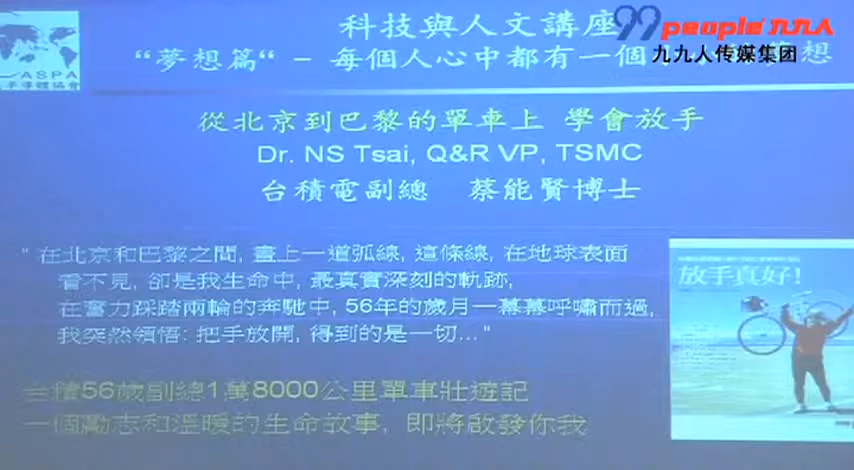 科技與人文講座
99people 九九人
九九人传媒集团
ASPA
半導體協會
“夢想篇“ – 每個人心中都有一個 想
從北京到巴黎的單車上 學會放手
Dr. NS Tsai, Q&R VP, TSMC
台積電副總 蔡能賢博士
" 在北京和巴黎之間, 畫上一道弧線, 這條線, 在地球表面
看不見, 卻是我生命中, 最真實深刻的軌跡,
在奮力踩踏兩輪的奔馳中, 56年的歲月一幕幕呼嘯而過,
我突然領悟: 把手放開, 得到的是一切..."
放手真好!
台積56歲副總1萬8000公里單車壯遊記
一個勵志和溫暖的生命故事, 即將啟發你我